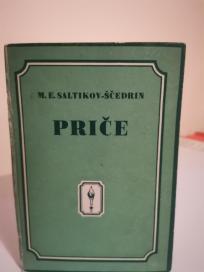 M. E. SALTIKOV-ŠČEDRIN
PRIČE